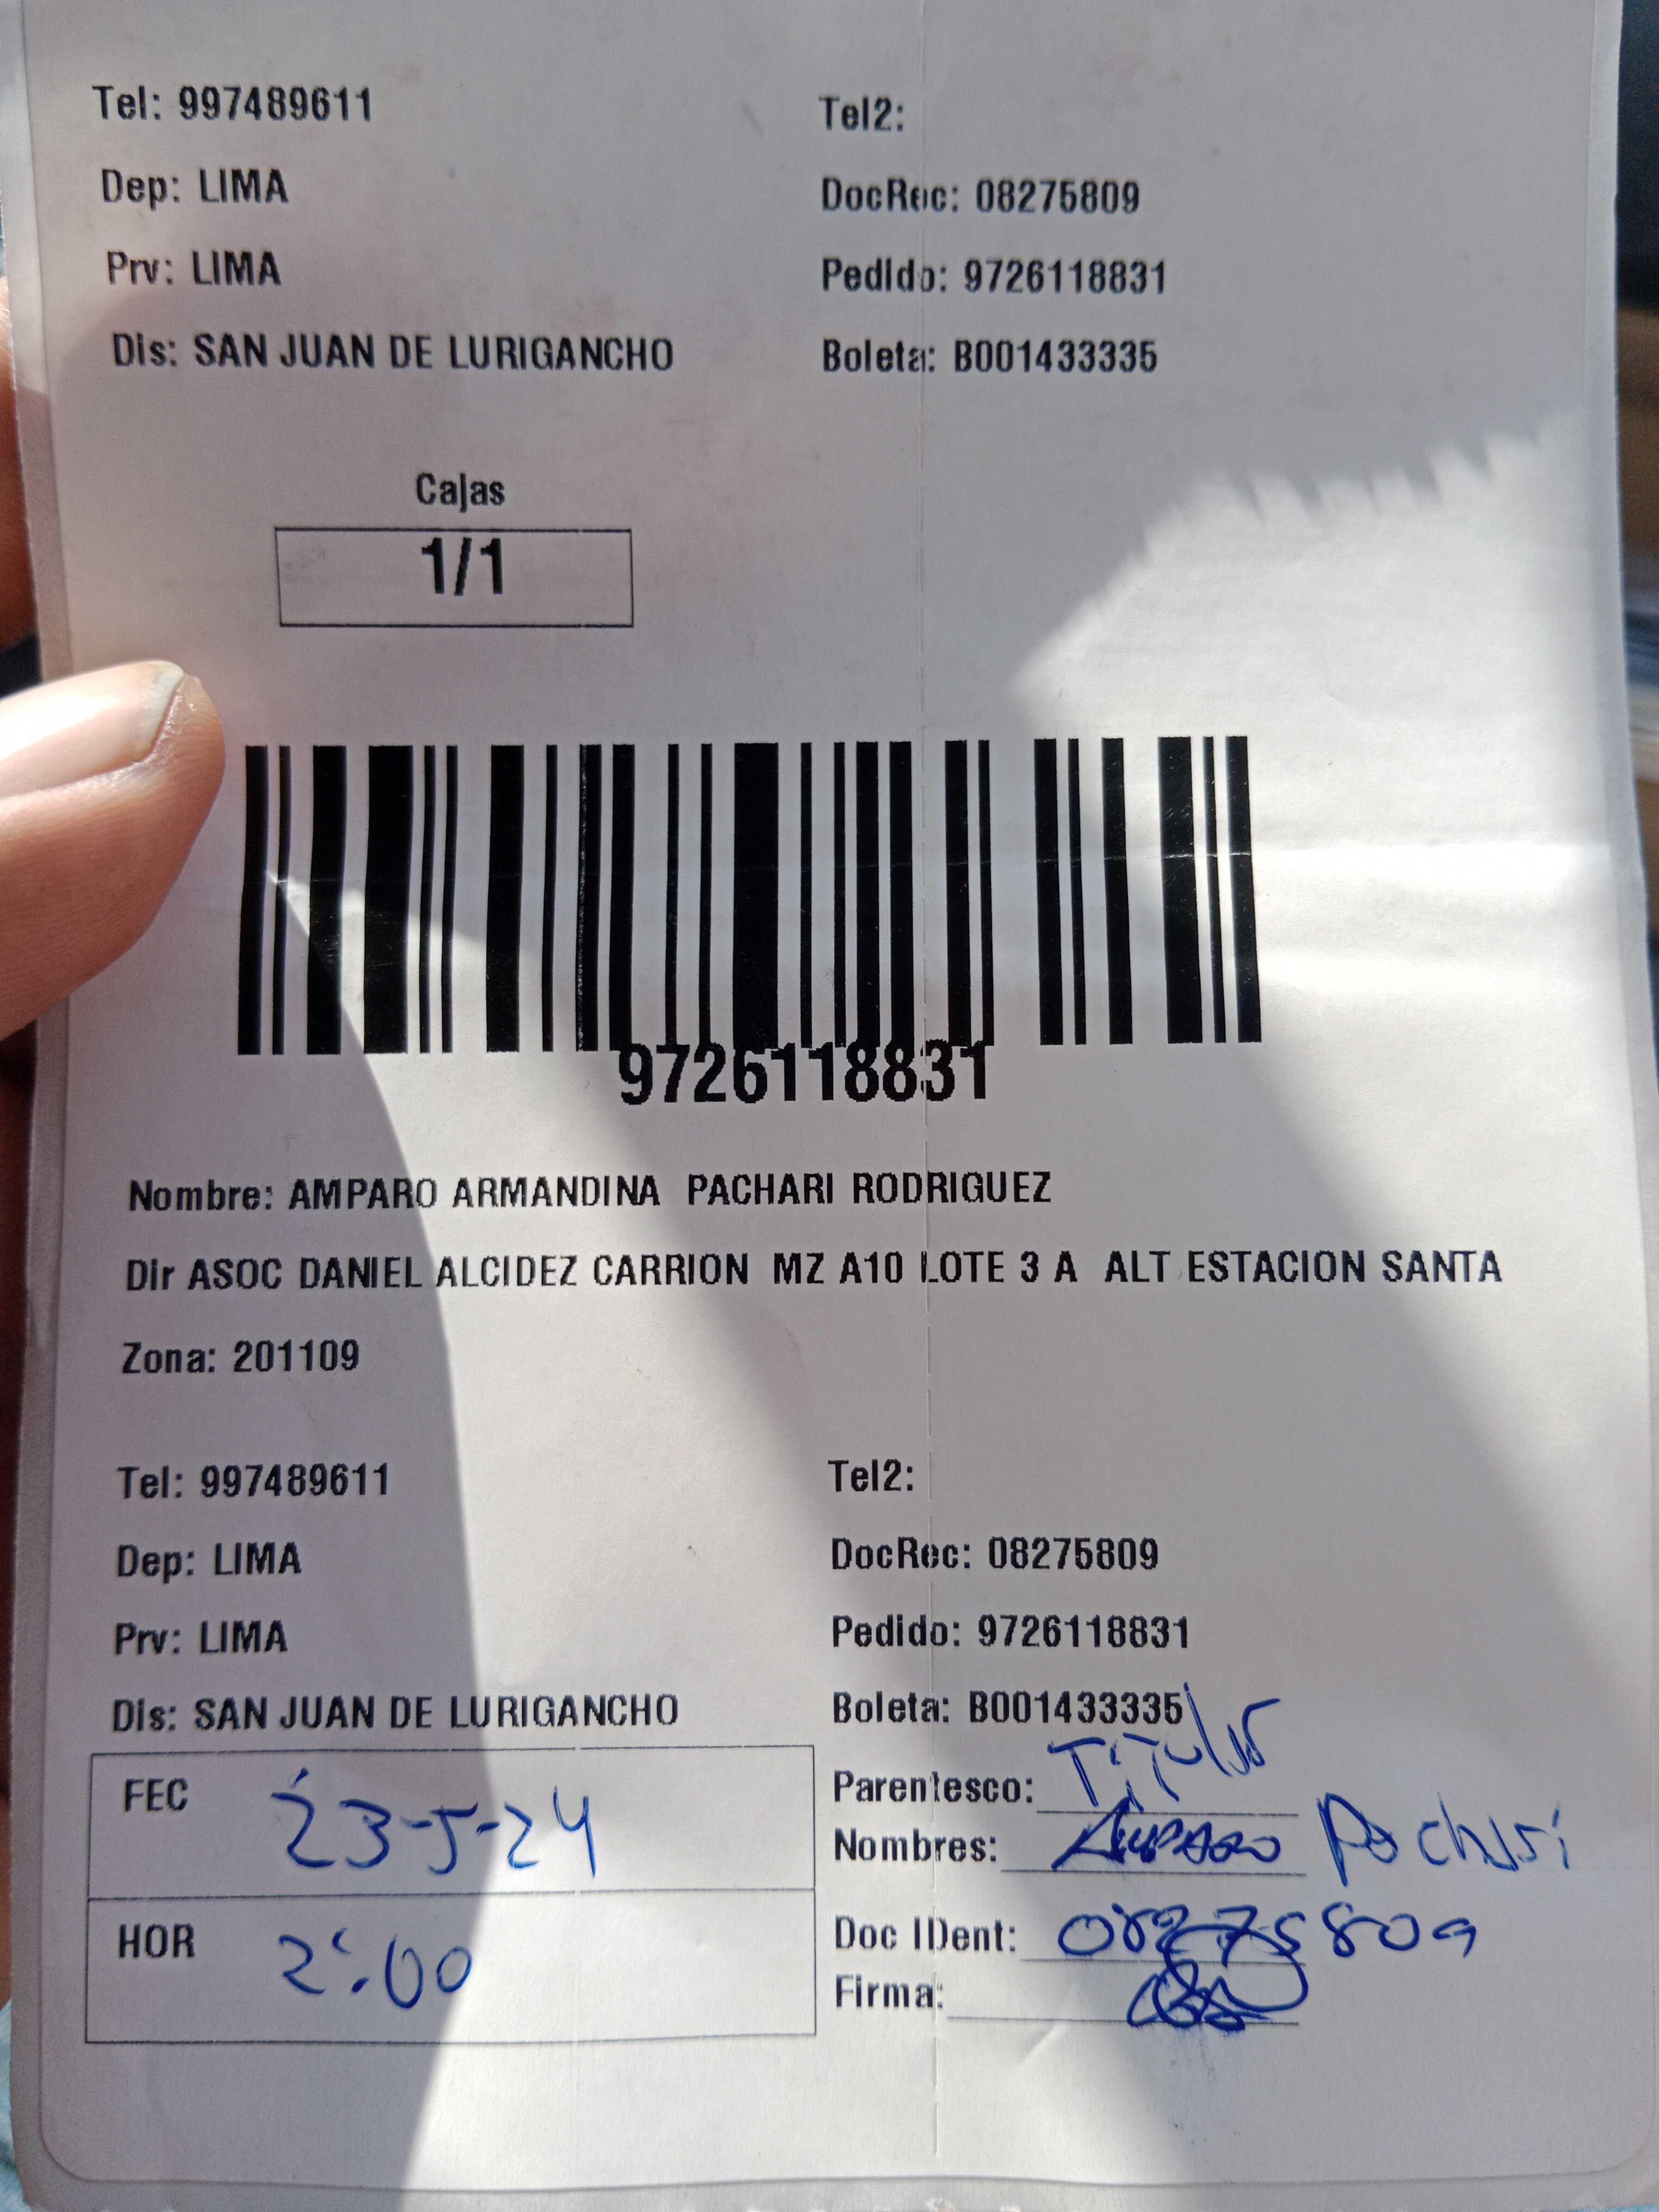 Tel: 997489611 Tel2:
Dep: LIMA DocRec: 08275809
Prv: LIMA Pedido: 9726118831
Dis: SAN JUAN DE LURIGANCHO Boleta: B001433335
Cajas
1/1
9726118831
Nombre: AMPARO ARMANDINA PACHARI RODRIGUEZ
Dir ASOC DANIEL ALCIDEZ CARRION MZ A10 LOTE 3 A ALT ESTACION SANTA
Zona: 201109
Tel: 997489611 Tel2:
Dep: LIMA DocRec: 08275809
Prv: LIMA Pedido: 9726118831
Dis: SAN JUAN DE LURIGANCHO Boleta: B001433335
FEC 23-5-24
HOR 2:00
Parentesco: Titular
Nombres: Amparo Pachari
Doc IDent: 08275809
Firma: